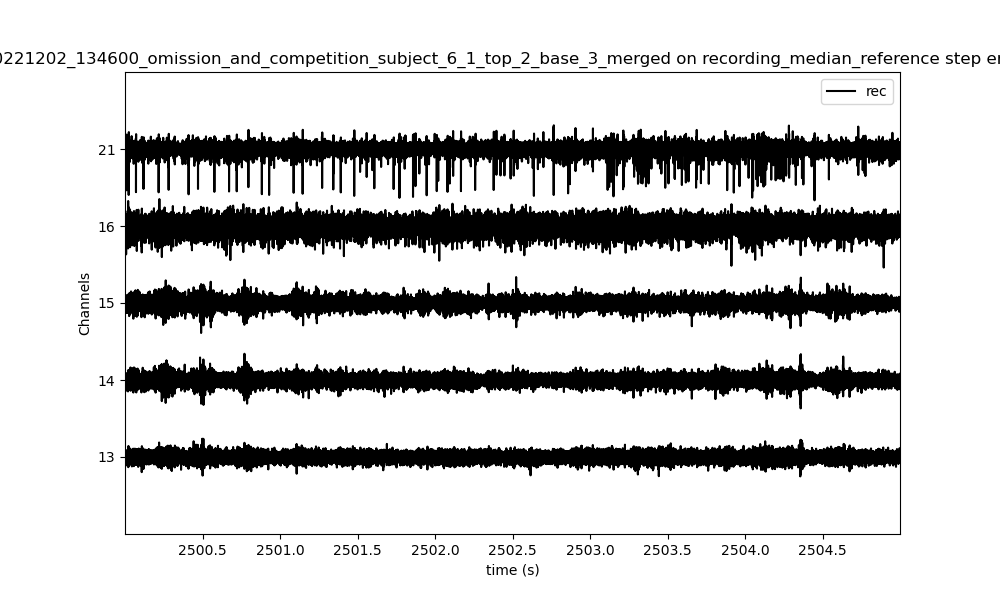 0221202_134600_omission_and_competition_subject_6_1_top_2_base_3_merged on recording_median_reference step
rec
21
16
15
14
13
Channels
2500.5 2501.0 2501.5 2502.0 2502.5 2503.0 2503.5 2504.0 2504.5
time (s)